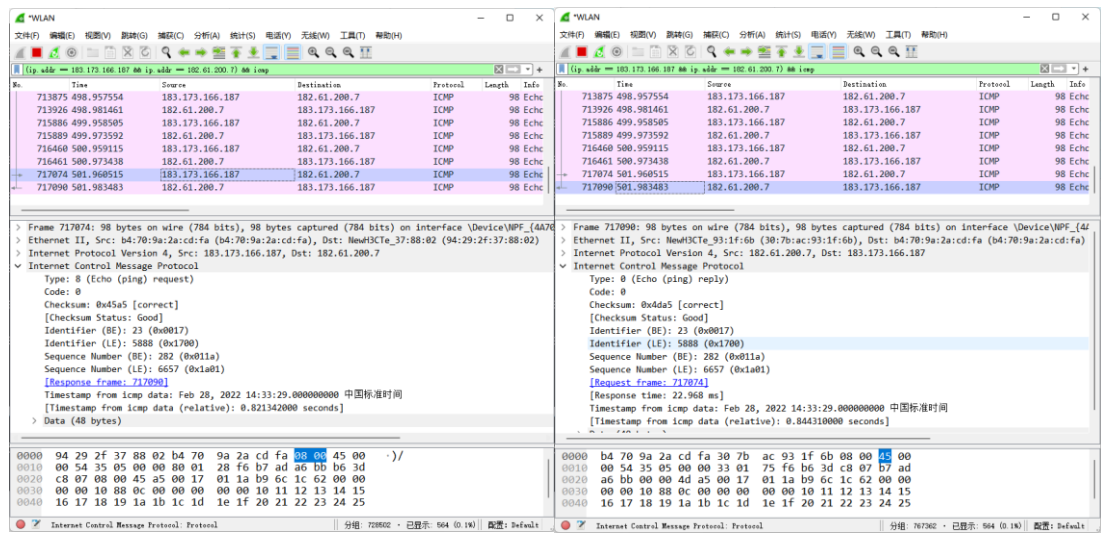 *WLAN
文件(F) 编辑(E) 视图(V) 跳转(G) 捕获(C) 分析(A) 统计(S) 电话(Y) 无线(W) 工具(T) 帮助(H)
(ip.addr == 183.173.166.187 && ip.addr == 182.61.200.7) && icmp
No. Time Source Destination Protocol Length Info
713875 498.957554 183.173.166.187 182.61.200.7 ICMP 98 Echc
713926 498.981461 182.61.200.7 183.173.166.187 ICMP 98 Echc
715886 499.958505 183.173.166.187 182.61.200.7 ICMP 98 Echc
715889 499.973592 182.61.200.7 183.173.166.187 ICMP 98 Echc
716460 500.959115 183.173.166.187 182.61.200.7 ICMP 98 Echc
716461 500.973438 182.61.200.7 183.173.166.187 ICMP 98 Echc
717074 501.960515 183.173.166.187 182.61.200.7 ICMP 98 Echc
717090 501.983483 182.61.200.7 183.173.166.187 ICMP 98 Echc
Frame 717074: 98 bytes on wire (784 bits), 98 bytes captured (784 bits) on interface \Device\NPF_{4A7C
Ethernet II, Src: b4:70:9a:2a:cd:fa (b4:70:9a:2a:cd:fa), Dst: NewH3CTe_37:88:02 (94:29:2f:37:88:02)
Internet Protocol Version 4, Src: 183.173.166.187, Dst: 182.61.200.7
Internet Control Message Protocol
Type: 8 (Echo (ping) request)
Code: 0
Checksum: 0x45a5 [correct]
[Checksum Status: Good]
Identifier (BE): 23 (0x0017)
Identifier (LE): 5888 (0x1700)
Sequence Number (BE): 282 (0x011a)
Sequence Number (LE): 6657 (0x1a01)
[Response frame: 717090]
Timestamp from icmp data: Feb 28, 2022 14:33:29.000000000 中国标准时间
[Timestamp from icmp data (relative): 0.821342000 seconds]
Data (48 bytes)
0000 94 29 2f 37 88 02 b4 70 9a 2a cd fa 08 00 45 00 ·)/
0010 00 54 35 05 00 00 80 01 28 f6 b7 ad a6 bb b6 3d
0020 c8 07 08 00 45 a5 00 17 01 1a b9 6c 1c 62 00 00
0030 00 00 10 88 0c 00 00 00 00 00 10 11 12 13 14 15
0040 16 17 18 19 1a 1b 1c 1d 1e 1f 20 21 22 23 24 25
Internet Control Message Protocol: Protocol 分组: 728502 · 已显示: 564 (0.1%) 配置: Default
*WLAN
文件(F) 编辑(E) 视图(V) 跳转(G) 捕获(C) 分析(A) 统计(S) 电话(Y) 无线(W) 工具(T) 帮助(H)
(ip.addr == 183.173.166.187 && ip.addr == 182.61.200.7) && icmp
No. Time Source Destination Protocol Length Info
713875 498.957554 183.173.166.187 182.61.200.7 ICMP 98 Echc
713926 498.981461 182.61.200.7 183.173.166.187 ICMP 98 Echc
715886 499.958505 183.173.166.187 182.61.200.7 ICMP 98 Echc
715889 499.973592 182.61.200.7 183.173.166.187 ICMP 98 Echc
716460 500.959115 183.173.166.187 182.61.200.7 ICMP 98 Echc
716461 500.973438 182.61.200.7 183.173.166.187 ICMP 98 Echc
717074 501.960515 183.173.166.187 182.61.200.7 ICMP 98 Echc
717090 501.983483 182.61.200.7 183.173.166.187 ICMP 98 Echc
Frame 717090: 98 bytes on wire (784 bits), 98 bytes captured (784 bits) on interface \Device\NPF_{4A
Ethernet II, Src: NewH3CTe_93:1f:6b (30:7b:ac:93:1f:6b), Dst: b4:70:9a:2a:cd:fa (b4:70:9a:2a:cd:fa)
Internet Protocol Version 4, Src: 182.61.200.7, Dst: 183.173.166.187
Internet Control Message Protocol
Type: 0 (Echo (ping) reply)
Code: 0
Checksum: 0x4da5 [correct]
[Checksum Status: Good]
Identifier (BE): 23 (0x0017)
Identifier (LE): 5888 (0x1700)
Sequence Number (BE): 282 (0x011a)
Sequence Number (LE): 6657 (0x1a01)
[Request frame: 717074]
[Response time: 22.968 ms]
Timestamp from icmp data: Feb 28, 2022 14:33:29.000000000 中国标准时间
[Timestamp from icmp data (relative): 0.844310000 seconds]
0000 b4 70 9a 2a cd fa 30 7b ac 93 1f 6b 08 00 45 00
0010 00 54 35 05 00 00 33 01 75 f6 b6 3d c8 07 b7 ad
0020 a6 bb 00 00 4d a5 00 17 01 1a b9 6c 1c 62 00 00
0030 00 00 10 88 0c 00 00 00 00 00 10 11 12 13 14 15
0040 16 17 18 19 1a 1b 1c 1d 1e 1f 20 21 22 23 24 25
Internet Control Message Protocol: Protocol 分组: 767362 · 已显示: 564 (0.1%) 配置: Default